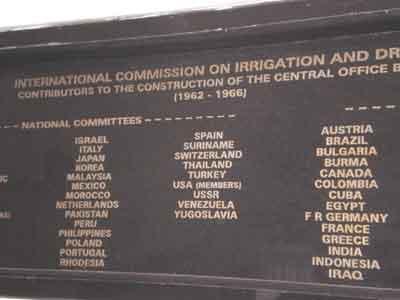 INTERNATIONAL COMMISSION ON IRRIGATION AND
CONTRIBUTORS TO THE CONSTRUCTION OF THE CENTRAL OFFICE
(1962 - 1966)
NATIONAL COMMITTEES
ISRAEL
ITALY
JAPAN
KOREA
MALAYSIA
MEXICO
MOROCCO
NETHERLANDS
PAKISTAN
PERU
PHILIPPINES
POLAND
PORTUGAL
RHODESIA
SPAIN
SURINAME
SWITZERLAND
THAILAND
TURKEY
USA (MEMBERS)
USSR
VENEZUELA
YUGOSLAVIA
AUSTRIA
BRAZIL
BULGARIA
BURMA
CANADA
COLOMBIA
CUBA
EGYPT
F R GERMANY
FRANCE
GREECE
INDIA
INDONESIA
IRAQ